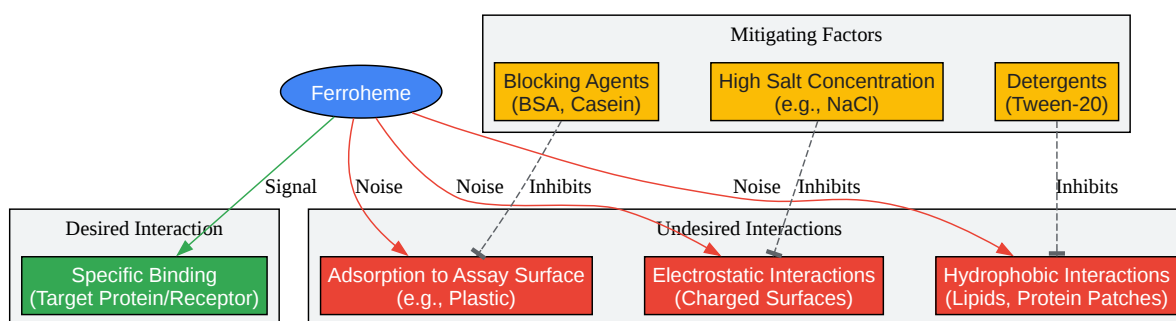 Mitigating Factors
Blocking Agents
(BSA, Casein)
High Salt Concentration
(e.g., NaCl)
Detergents
(Tween-20)
Ferroheme
Signal
Noise
Noise
Inhibits
Noise
Inhibits
Inhibits
Desired Interaction
Undesired Interactions
Specific Binding
(Target Protein/Receptor)
Adsorption to Assay Surface
(e.g., Plastic)
Electrostatic Interactions
(Charged Surfaces)
Hydrophobic Interactions
(Lipids, Protein Patches)